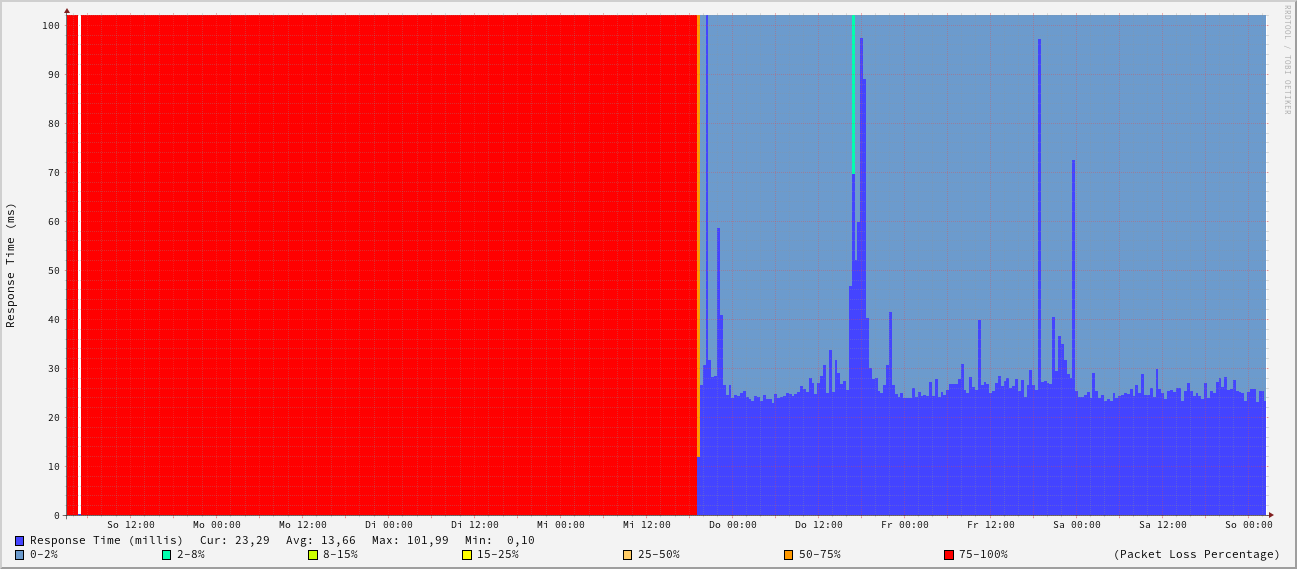 RRDTOOL / TOBI OETIKER
Response Time (ms)
100
90
80
70
60
50
40
30
20
10
0
So 12:00 Mo 00:00 Mo 12:00 Di 00:00 Di 12:00 Mi 00:00 Mi 12:00 Do 00:00 Do 12:00 Fr 00:00 Fr 12:00 Sa 00:00 Sa 12:00 So 00:00
Response Time (millis) Cur: 23,29 Avg: 13,66 Max: 101,99 Min: 0,10
0-2% 2-8% 8-15% 15-25% 25-50% 50-75% 75-100% (Packet Loss Percentage)